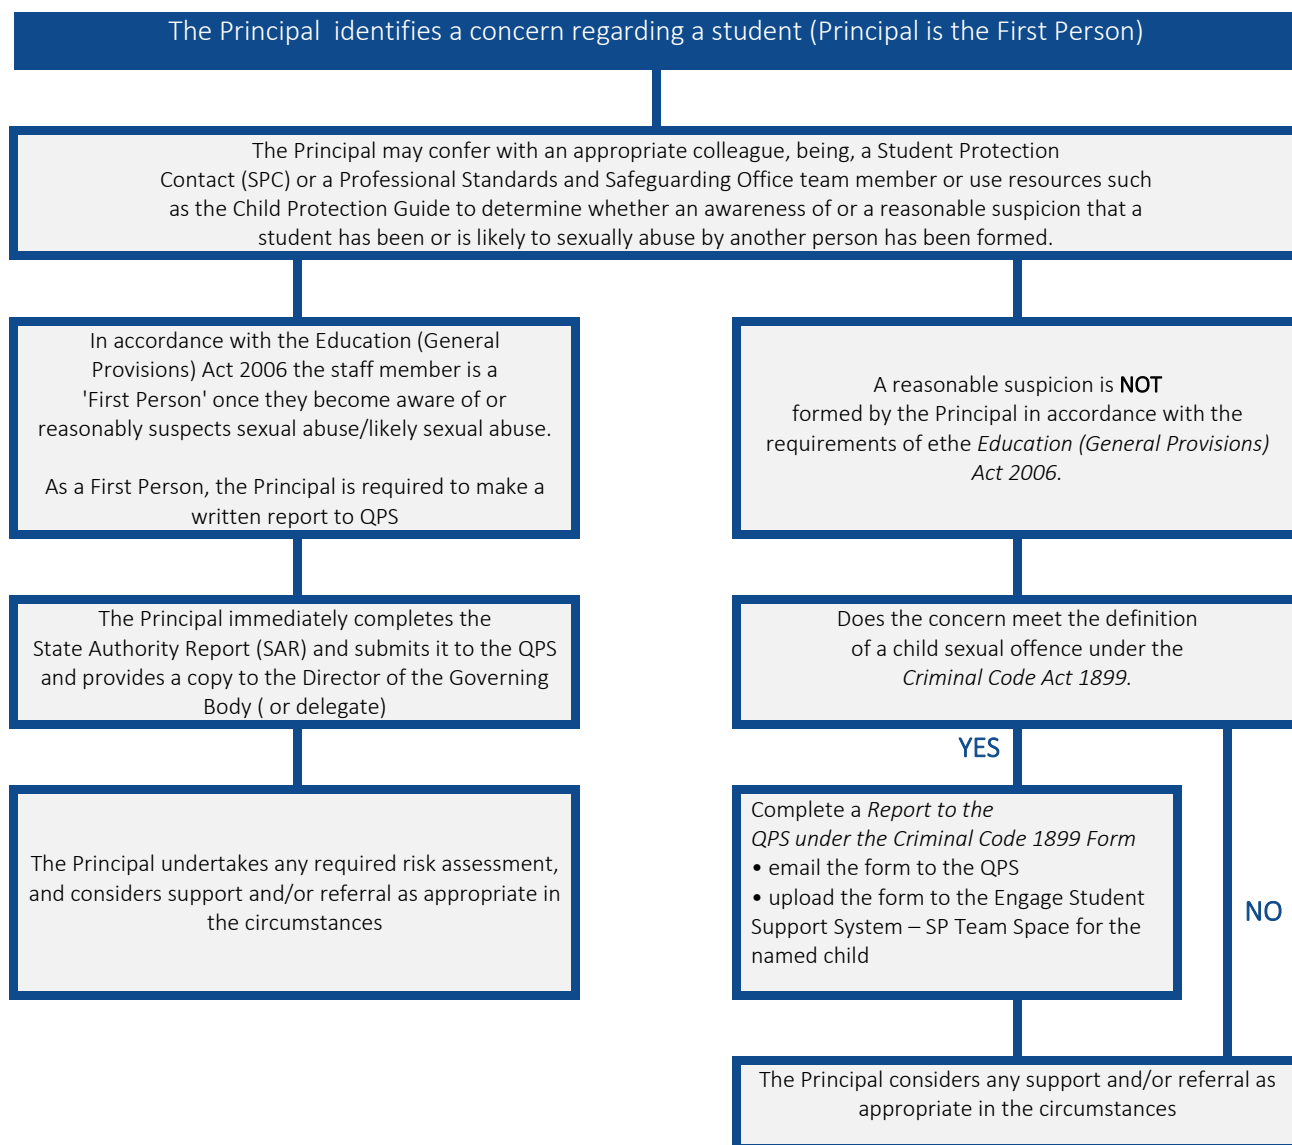 The Principal identifies a concern regarding a student (Principal is the First Person)
The Principal may confer with an appropriate colleague, being, a Student Protection
Contact (SPC) or a Professional Standards and Safeguarding Office team member or use resources such
as the Child Protection Guide to determine whether an awareness of or a reasonable suspicion that a
student has been or is likely to sexually abuse by another person has been formed.
In accordance with the Education (General
Provisions) Act 2006 the staff member is a
'First Person' once they become aware of or
reasonably suspects sexual abuse/likely sexual abuse.
As a First Person, the Principal is required to make a
written report to QPS
A reasonable suspicion is NOT
formed by the Principal in accordance with the
requirements of ethe Education (General Provisions)
Act 2006.
The Principal immediately completes the
State Authority Report (SAR) and submits it to the QPS
and provides a copy to the Director of the Governing
Body ( or delegate)
Does the concern meet the definition
of a child sexual offence under the
Criminal Code Act 1899.
YES
NO
The Principal undertakes any required risk assessment,
and considers support and/or referral as appropriate in
the circumstances
Complete a Report to the
QPS under the Criminal Code 1899 Form
• email the form to the QPS
• upload the form to the Engage Student
Support System – SP Team Space for the
named child
The Principal considers any support and/or referral as
appropriate in the circumstances